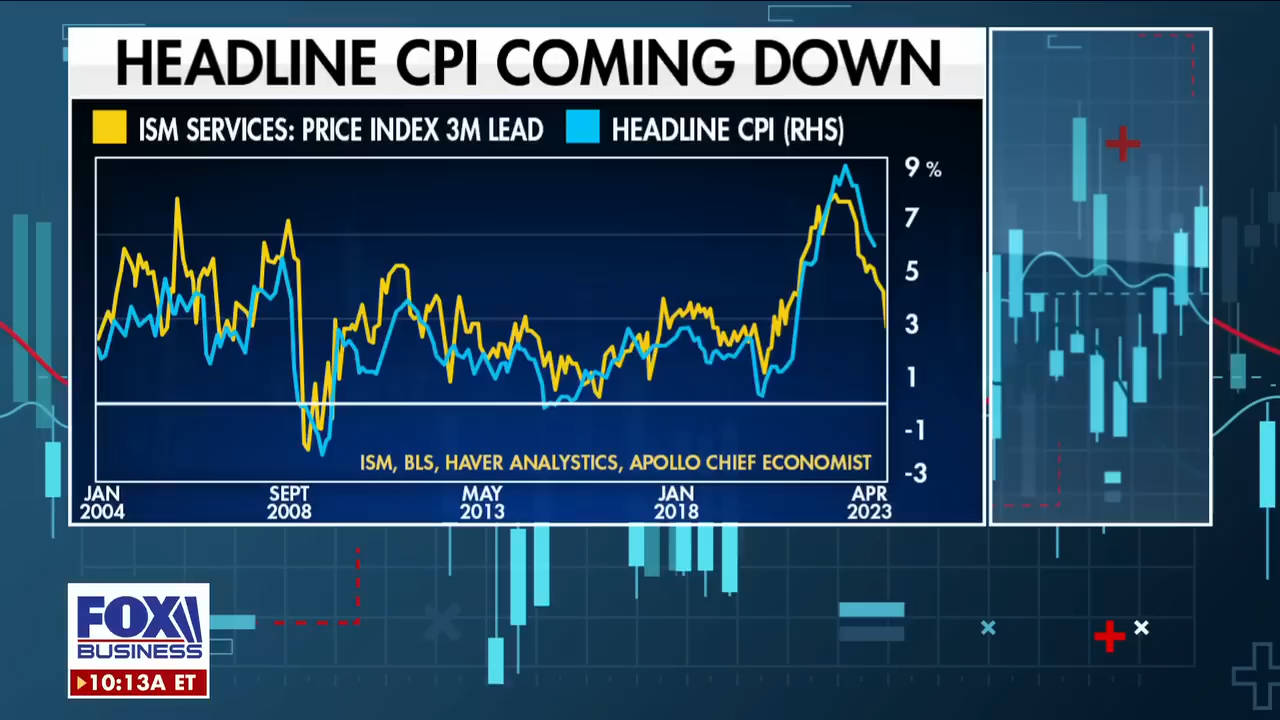 HEADLINE CPI COMING DOWN
ISM SERVICES: PRICE INDEX 3M LEAD
HEADLINE CPI (RHS)
9 %
7
5
3
1
-1
-3
ISM, BLS, HAVER ANALYSTICS, APOLLO CHIEF ECONOMIST
JAN
2004
SEPT
2008
MAY
2013
JAN
2018
APR
2023
FOX
BUSINESS
10:13A ET